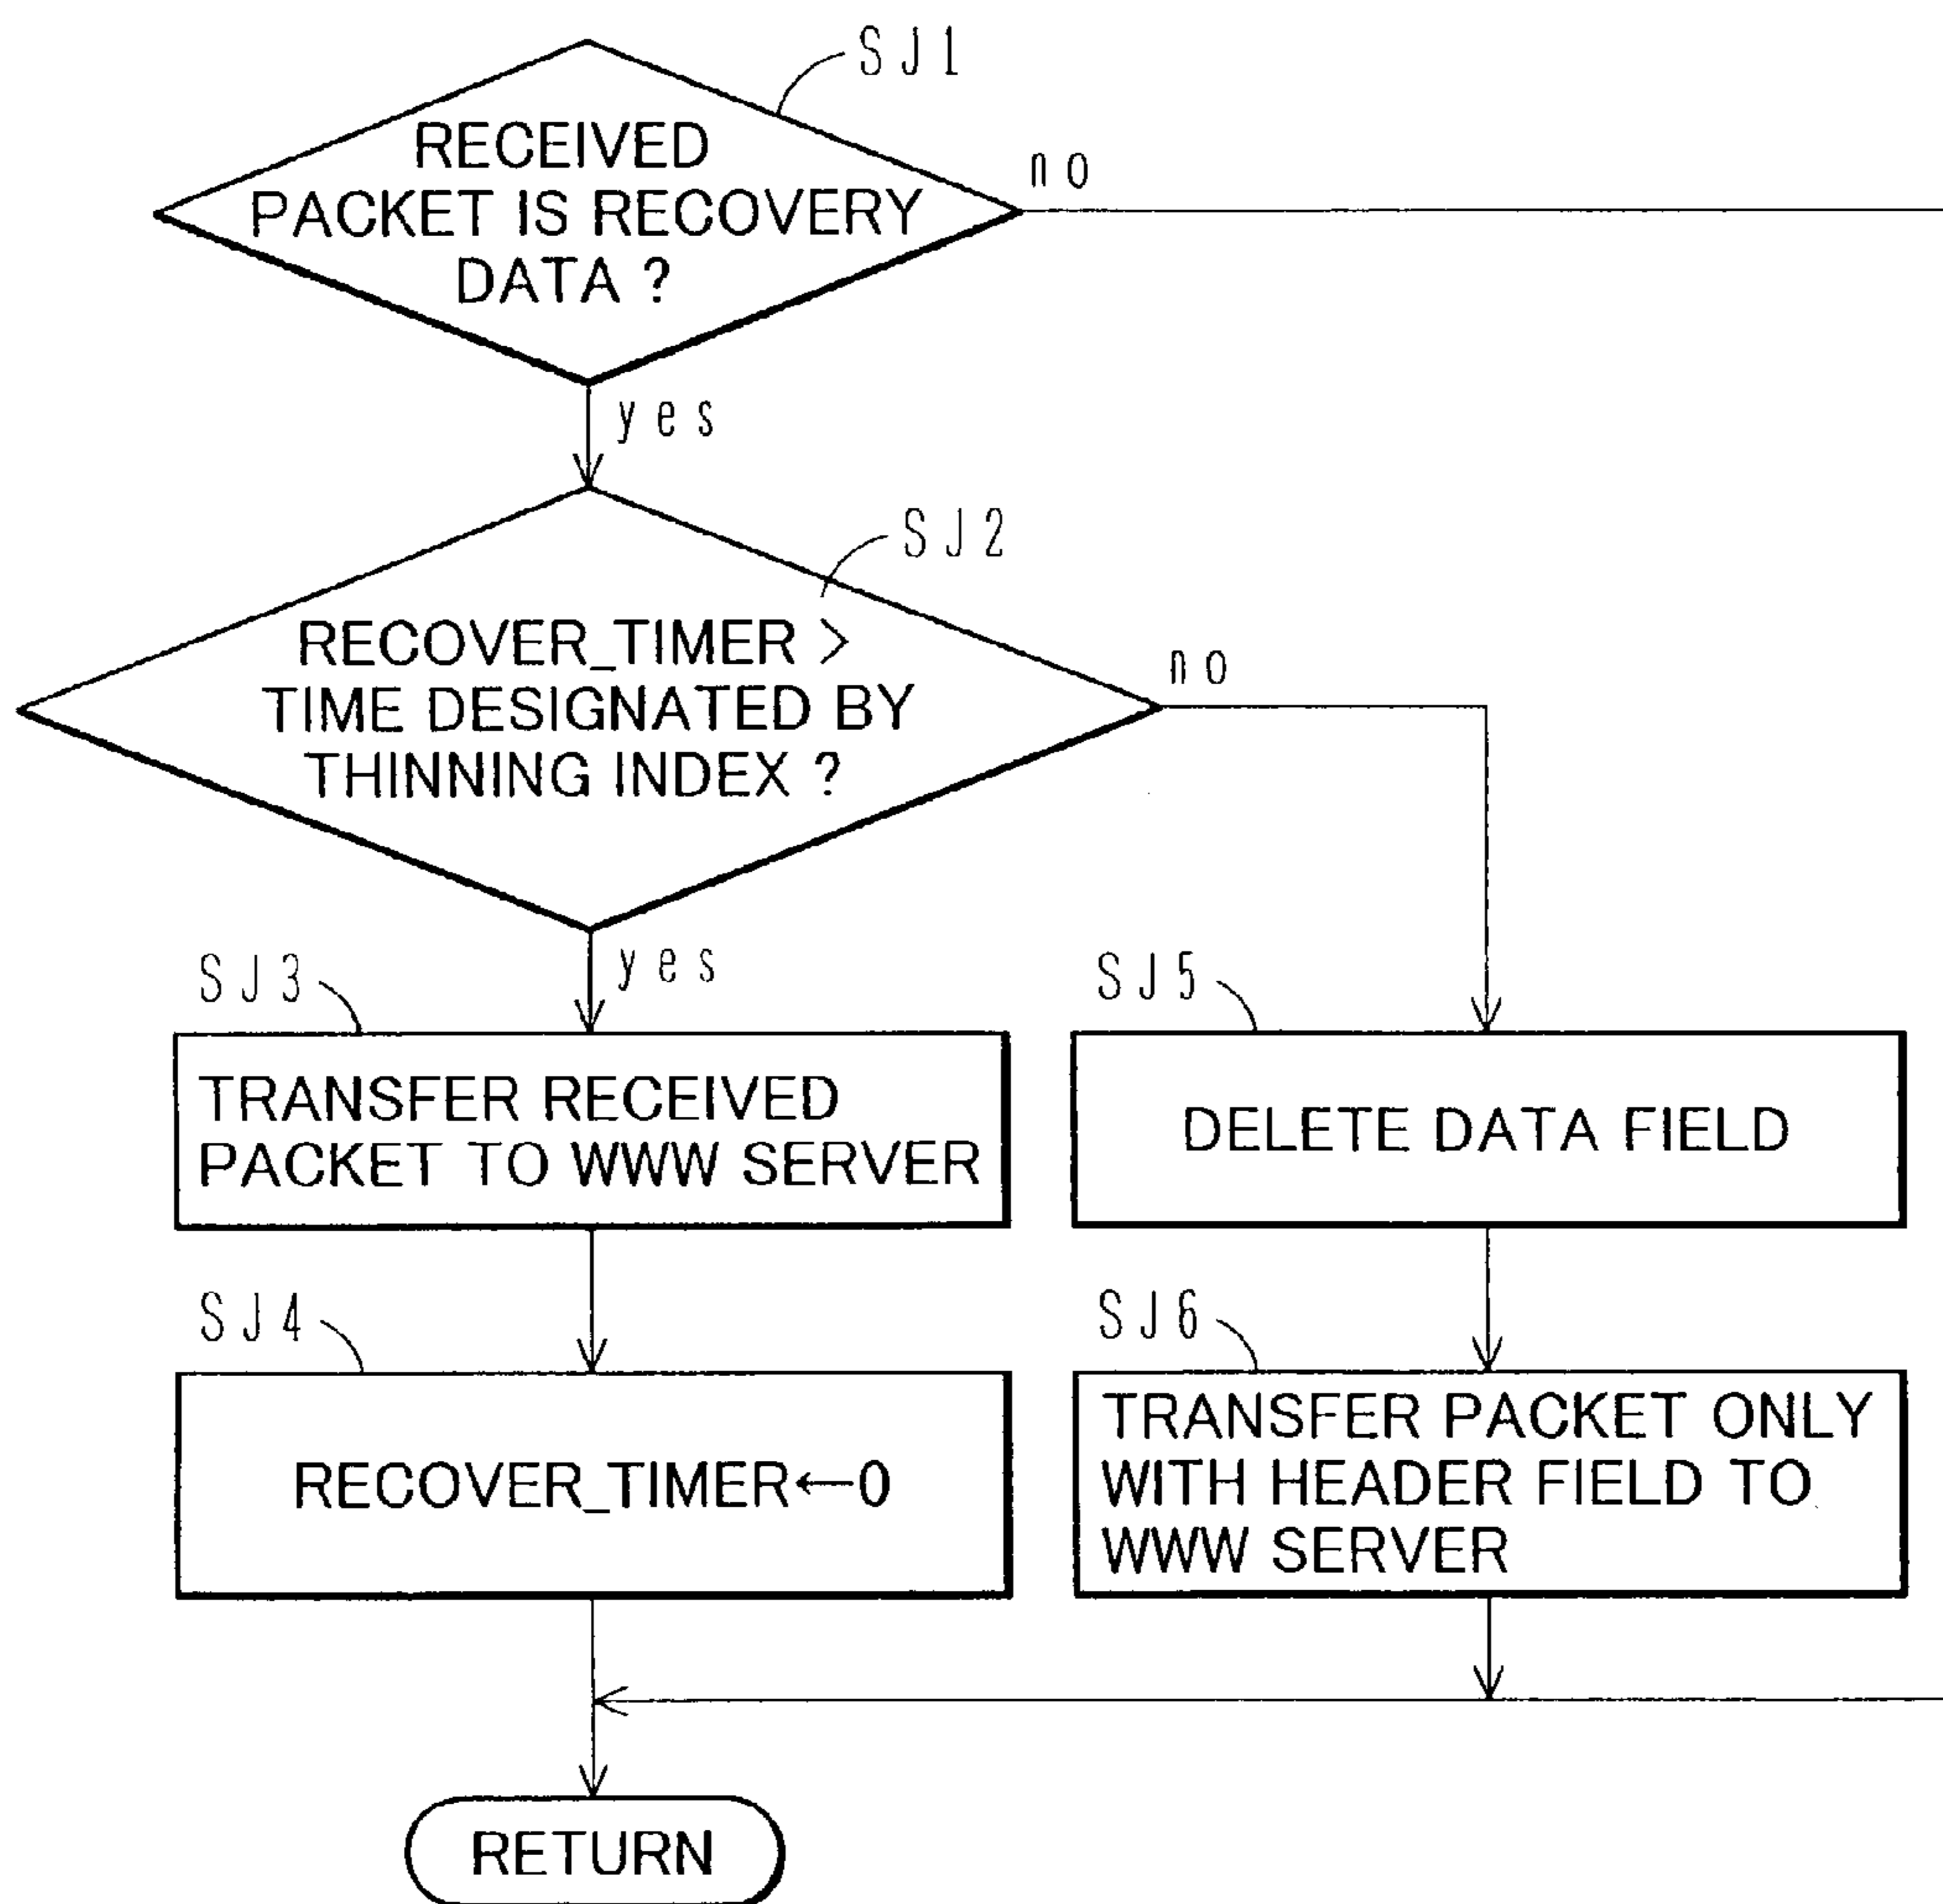 SJ1
RECEIVED
PACKET IS RECOVERY
DATA ?
no
yes
SJ2
RECOVER_TIMER >
TIME DESIGNATED BY
THINNING INDEX ?
no
yes
SJ3
TRANSFER RECEIVED
PACKET TO WWW SERVER
SJ5
DELETE DATA FIELD
SJ4
RECOVER_TIMER←0
SJ6
TRANSFER PACKET ONLY
WITH HEADER FIELD TO
WWW SERVER
RETURN